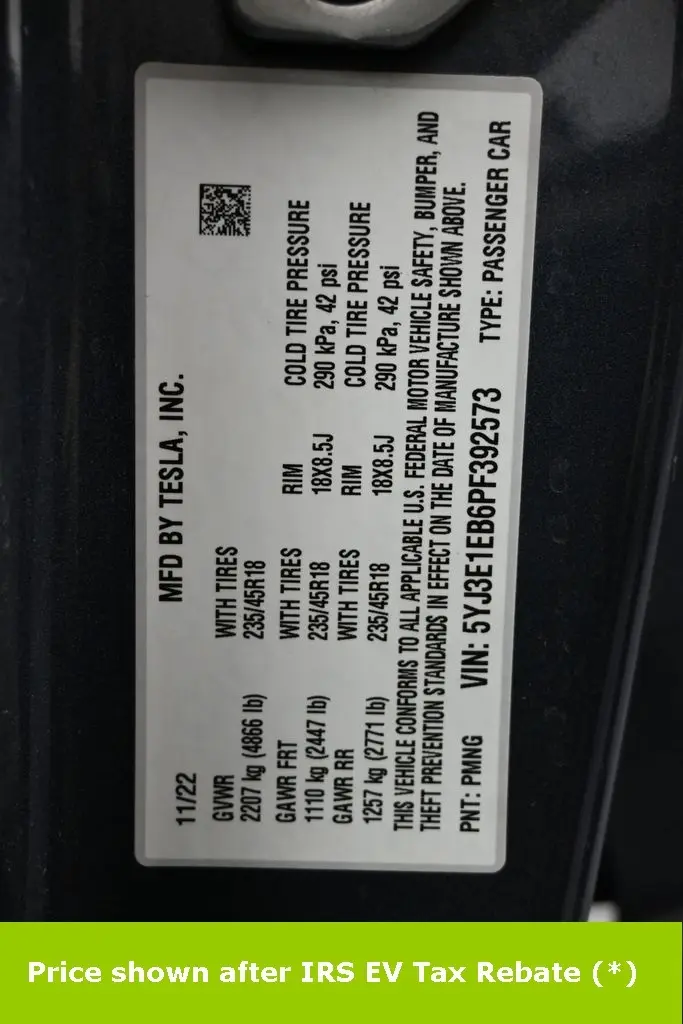 MFD BY TESLA, INC.
11/22
GVWR WITH TIRES
2207 kg (4866 lb) 235/45R18
GAWR FRT WITH TIRES RIM COLD TIRE PRESSURE
1110 kg (2447 lb) 235/45R18 18X8.5J 290 kPa, 42 psi
GAWR RR WITH TIRES RIM COLD TIRE PRESSURE
1257 kg (2771 lb) 235/45R18 18X8.5J 290 kPa, 42 psi
THIS VEHICLE CONFORMS TO ALL APPLICABLE U.S. FEDERAL MOTOR VEHICLE SAFETY, BUMPER, AND
THEFT PREVENTION STANDARDS IN EFFECT ON THE DATE OF MANUFACTURE SHOWN ABOVE.
PNT: PMNG VIN: 5YJ3E1EB6PF392573 TYPE: PASSENGER CAR
Price shown after IRS EV Tax Rebate (*)